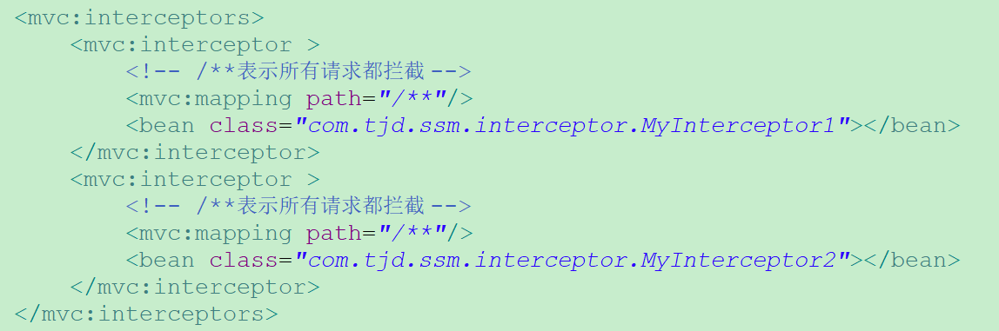 <mvc:interceptors>
    <mvc:interceptor >
        <!-- /**表示所有请求都拦截 -->
        <mvc:mapping path="/**"/>
        <bean class="com.tjd.ssm.interceptor.MyInterceptor1"></bean>
    </mvc:interceptor>
    <mvc:interceptor >
        <!-- /**表示所有请求都拦截 -->
        <mvc:mapping path="/**"/>
        <bean class="com.tjd.ssm.interceptor.MyInterceptor2"></bean>
    </mvc:interceptor>
</mvc:interceptors>